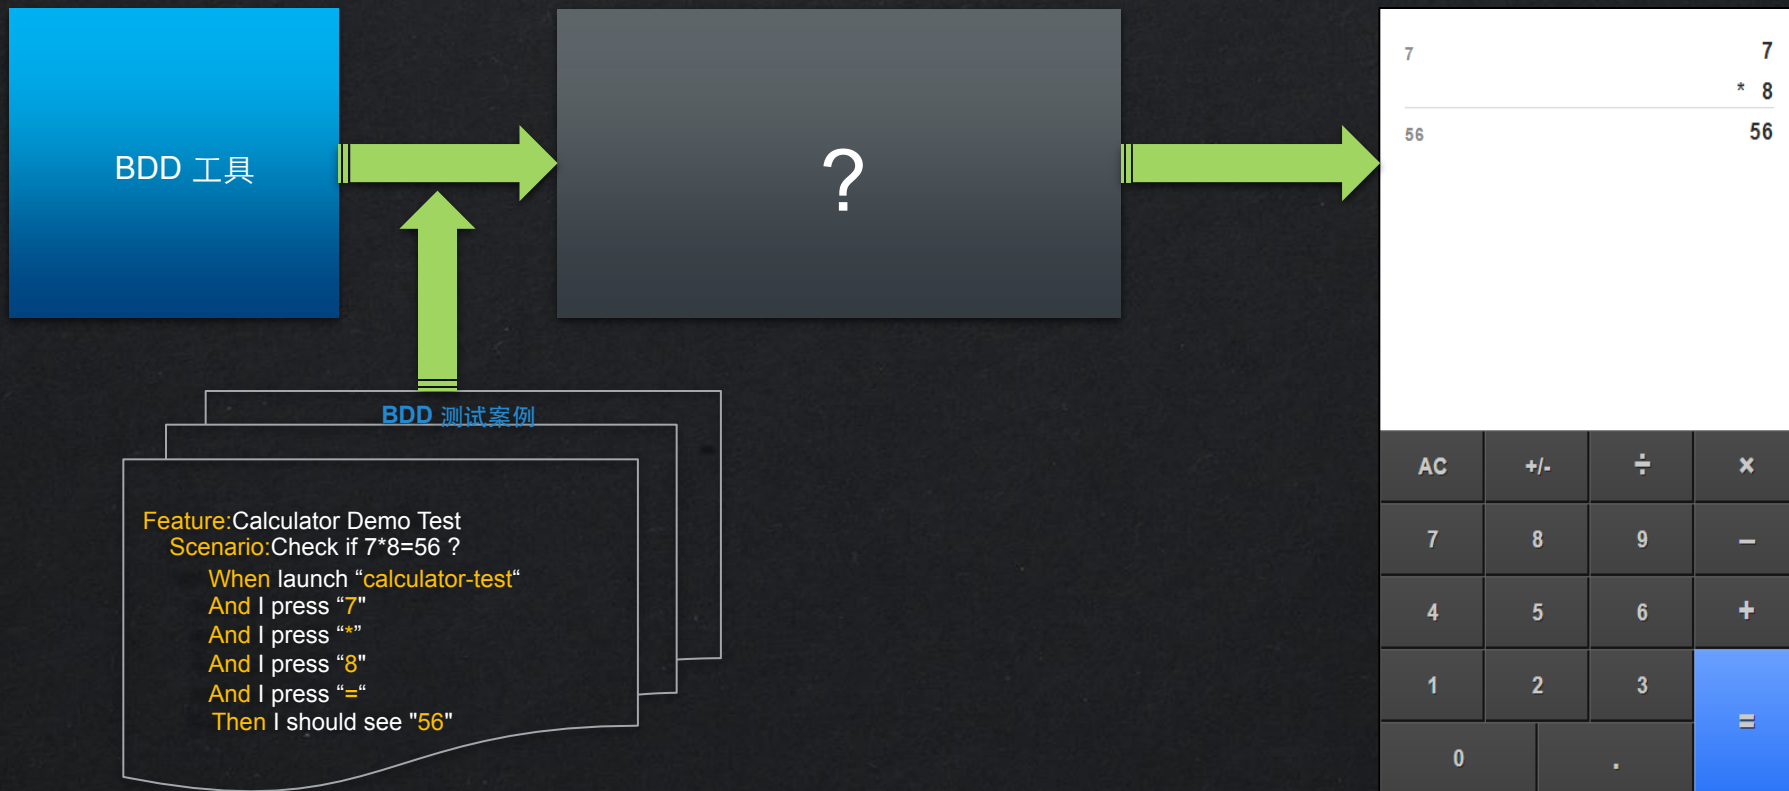 BDD 工具
?
BDD 测试案例
Feature:Calculator Demo Test
Scenario:Check if 7*8=56 ?
When launch “calculator-test“
And I press “7"
And I press “*”
And I press “8"
And I press “=“
Then I should see "56"
7 7
* 8
56 56
AC +/- ÷ ×
7 8 9 −
4 5 6 +
1 2 3 =
0 .